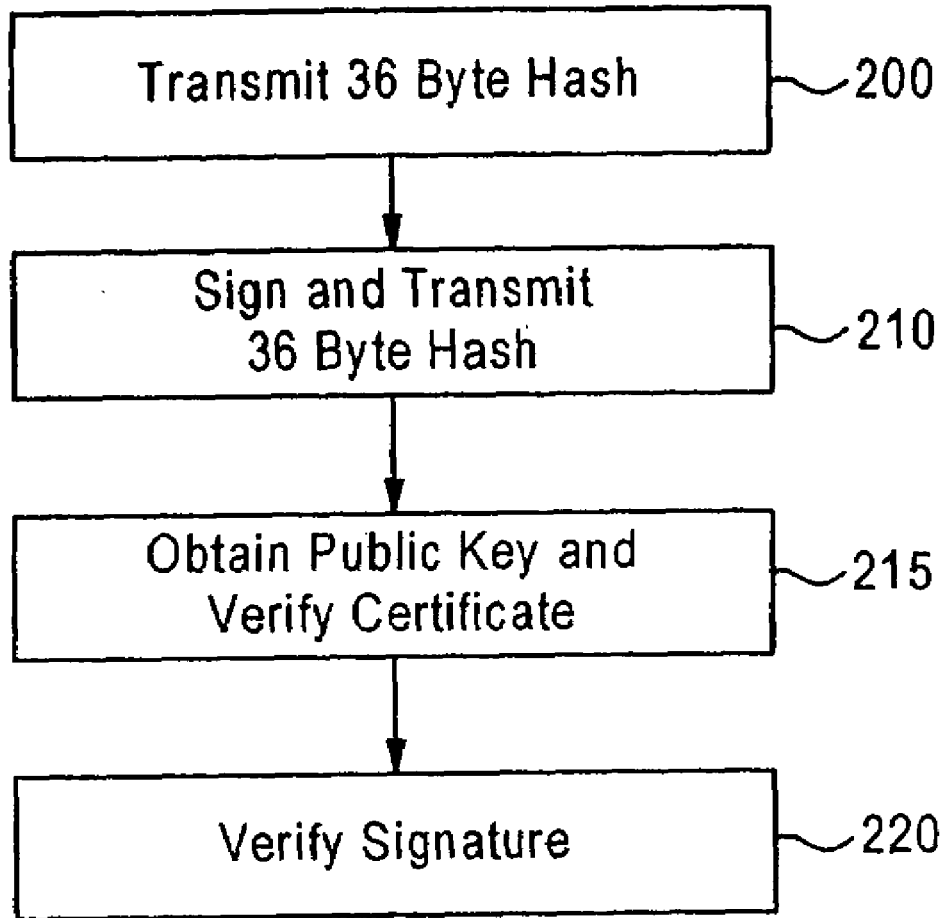 Transmit 36 Byte Hash
200
Sign and Transmit
36 Byte Hash
210
Obtain Public Key and
Verify Certificate
215
Verify Signature
220